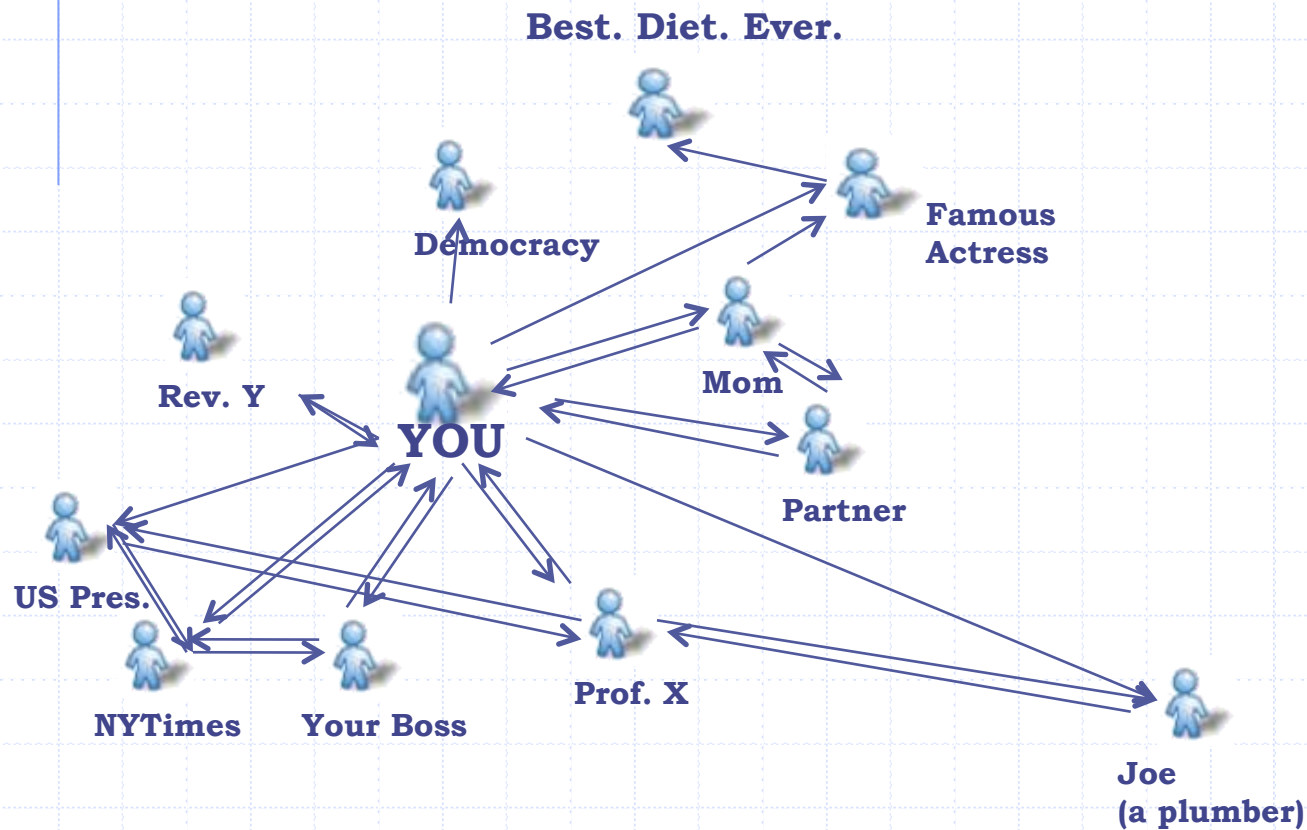 Best. Diet. Ever.
Famous
Actress
Democracy
Mom
Rev. Y
YOU
Partner
US Pres.
Prof. X
NYTimes
Your Boss
Joe
(a plumber)